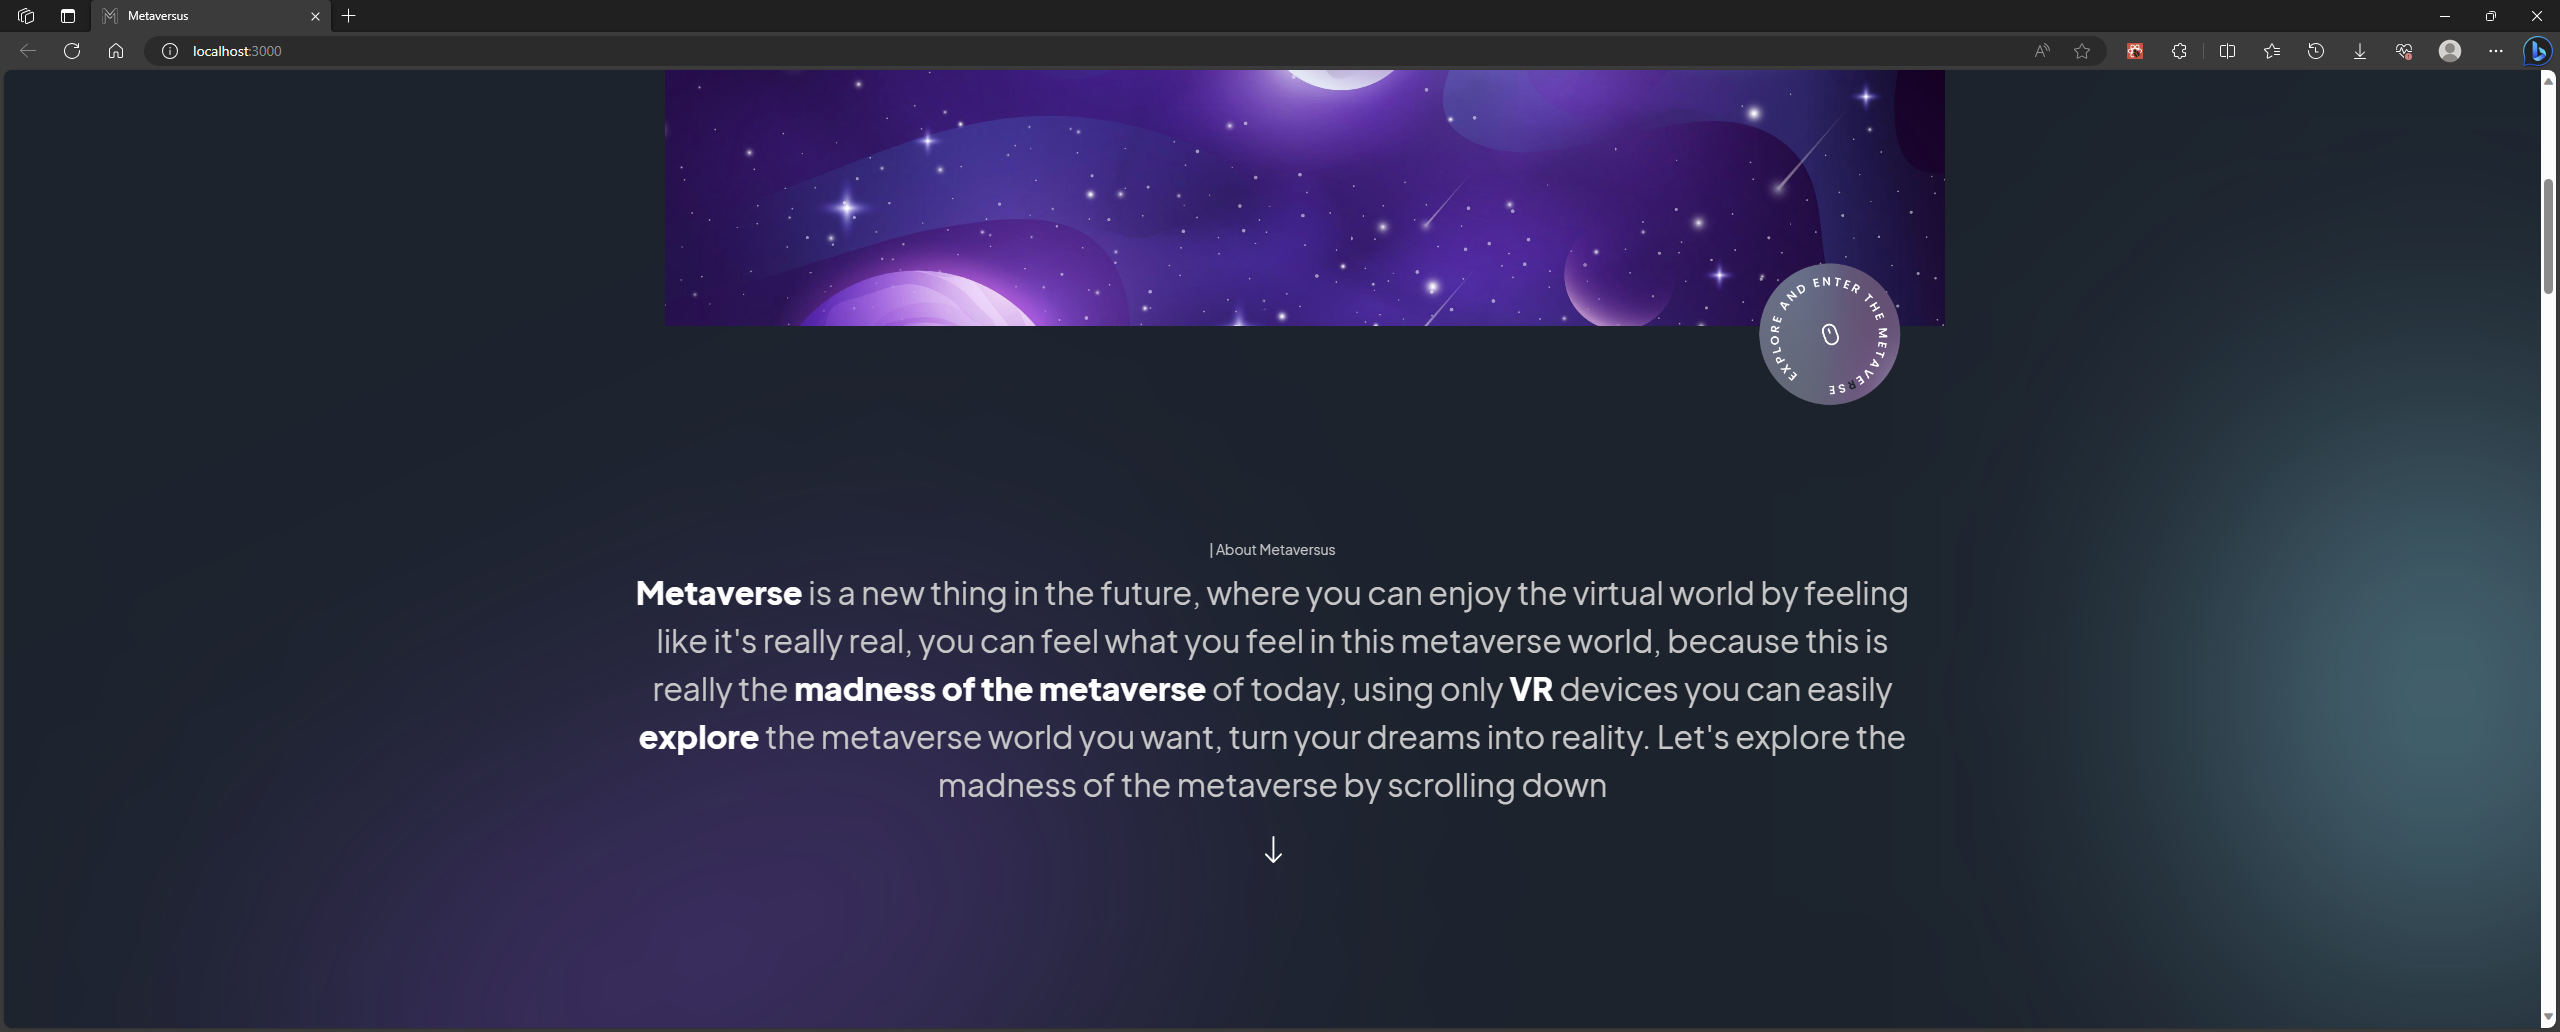 Metaversus
localhost:3000
EXPLORE AND ENTER THE METAVERSE
| About Metaversus
Metaverse is a new thing in the future, where you can enjoy the virtual world by feeling
like it's really real, you can feel what you feel in this metaverse world, because this is
really the madness of the metaverse of today, using only VR devices you can easily
explore the metaverse world you want, turn your dreams into reality. Let's explore the
madness of the metaverse by scrolling down